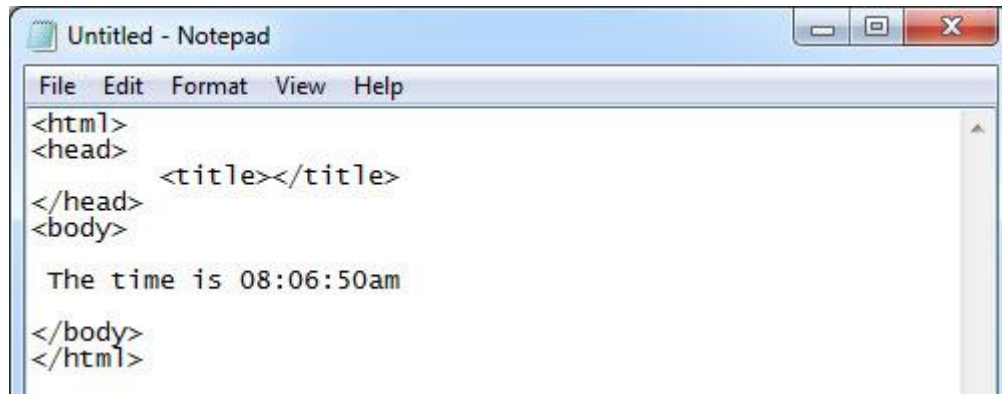 Untitled - Notepad
File Edit Format View Help
<html>
<head>
<title></title>
</head>
<body>
The time is 08:06:50am
</body>
</html>